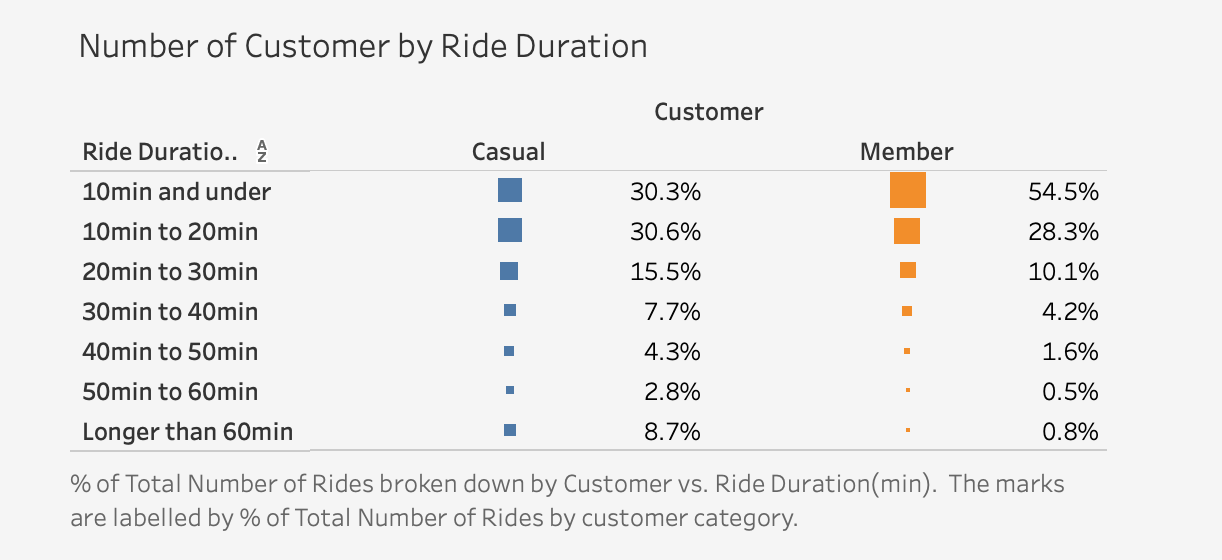 Number of Customer by Ride Duration
Customer
Ride Duratio.. A Z Casual Member
10min and under 30.3% 54.5%
10min to 20min 30.6% 28.3%
20min to 30min 15.5% 10.1%
30min to 40min 7.7% 4.2%
40min to 50min 4.3% 1.6%
50min to 60min 2.8% 0.5%
Longer than 60min 8.7% 0.8%
% of Total Number of Rides broken down by Customer vs. Ride Duration(min).  The marks
are labelled by % of Total Number of Rides by customer category.